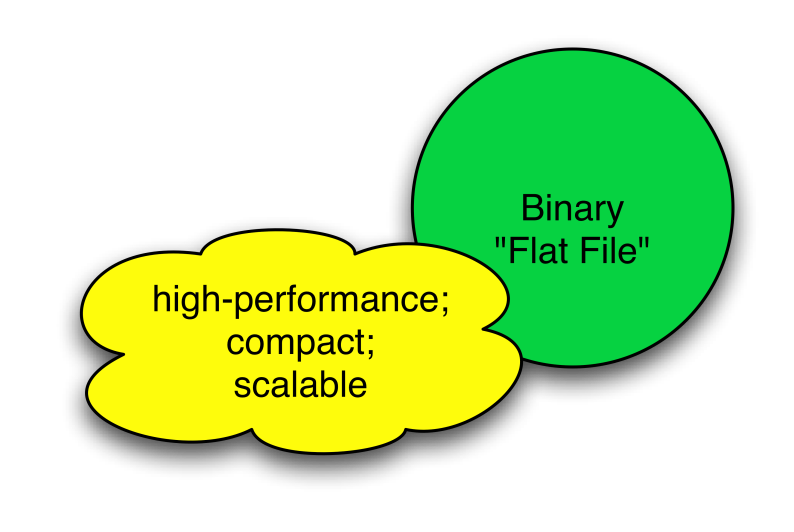 Binary
"Flat File"
high-performance;
compact;
scalable